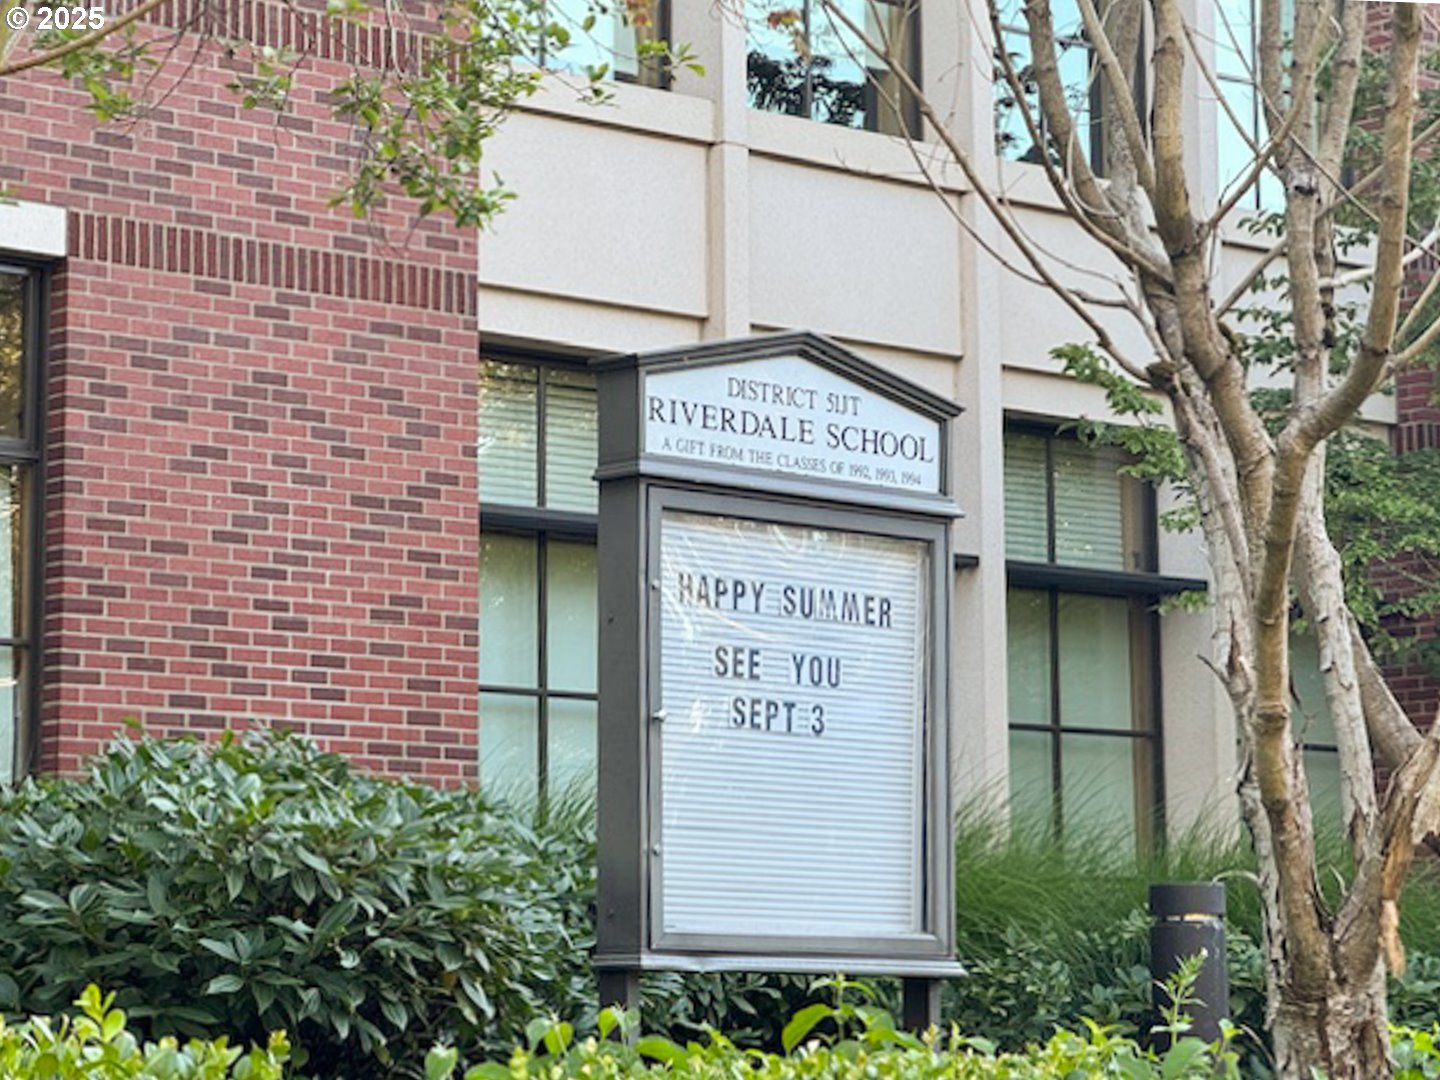 © 2025
DISTRICT 51JT
RIVERDALE SCHOOL
A GIFT FROM THE CLASSES OF 1992, 1993, 1994
HAPPY SUMMER
SEE YOU
SEPT 3